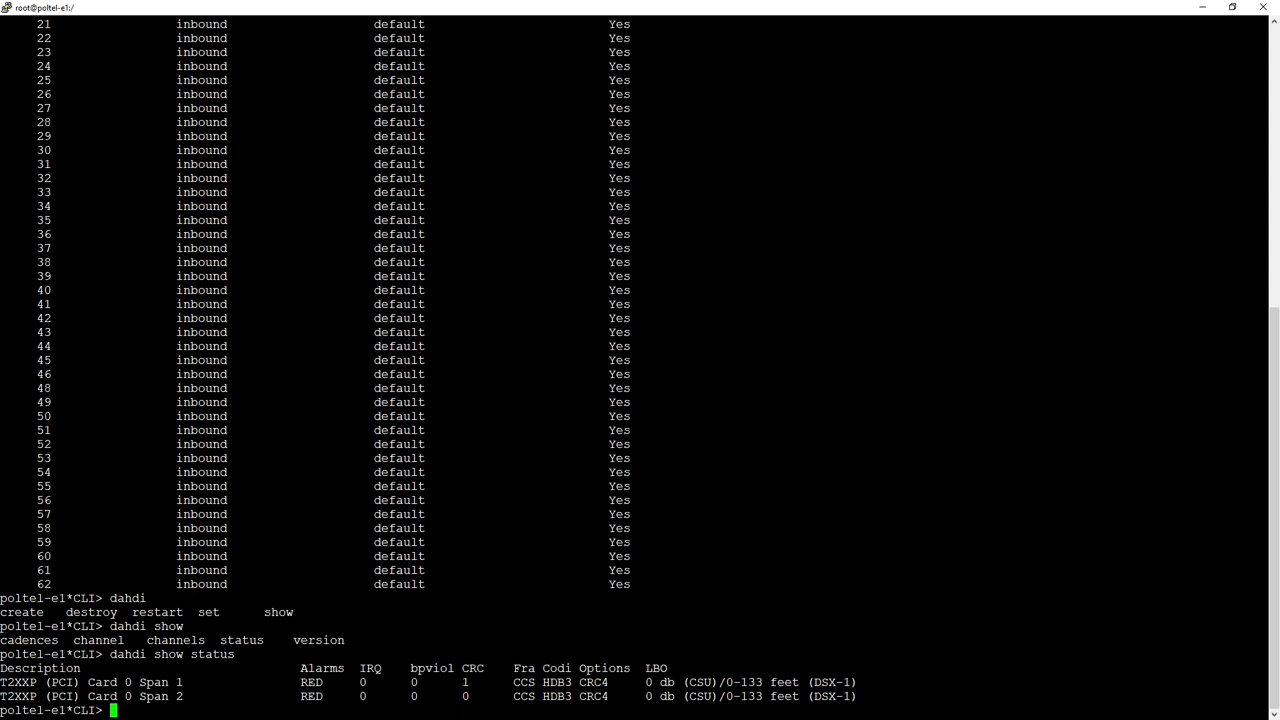 root@poltel-e1:/
21 inbound default Yes
22 inbound default Yes
23 inbound default Yes
24 inbound default Yes
25 inbound default Yes
26 inbound default Yes
27 inbound default Yes
28 inbound default Yes
29 inbound default Yes
30 inbound default Yes
31 inbound default Yes
32 inbound default Yes
33 inbound default Yes
34 inbound default Yes
35 inbound default Yes
36 inbound default Yes
37 inbound default Yes
38 inbound default Yes
39 inbound default Yes
40 inbound default Yes
41 inbound default Yes
42 inbound default Yes
43 inbound default Yes
44 inbound default Yes
45 inbound default Yes
46 inbound default Yes
48 inbound default Yes
49 inbound default Yes
50 inbound default Yes
51 inbound default Yes
52 inbound default Yes
53 inbound default Yes
54 inbound default Yes
55 inbound default Yes
56 inbound default Yes
57 inbound default Yes
58 inbound default Yes
59 inbound default Yes
60 inbound default Yes
61 inbound default Yes
62 inbound default Yes
poltel-e1*CLI> dahdi
create destroy restart set show
poltel-e1*CLI> dahdi show
cadences channel channels status version
poltel-e1*CLI> dahdi show status
Description Alarms IRQ bpviol CRC Fra Codi Options LBO
T2XXP (PCI) Card 0 Span 1 RED 0 0 1 CCS HDB3 CRC4 0 db (CSU)/0-133 feet (DSX-1)
T2XXP (PCI) Card 0 Span 2 RED 0 0 0 CCS HDB3 CRC4 0 db (CSU)/0-133 feet (DSX-1)
poltel-e1*CLI>